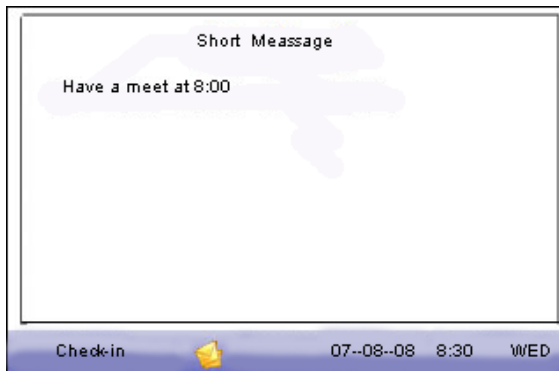 Short Meassage
Have a meet at 8:00
Check-in 07--08--08 8:30 WED